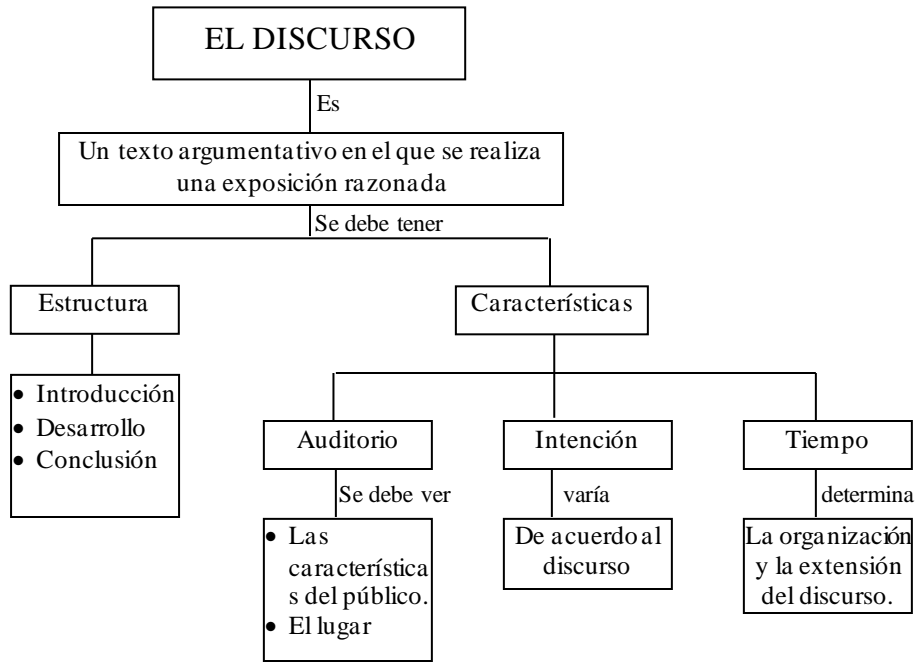 EL DISCURSO
Es
Un texto argumentativo en el que se realiza
una exposición razonada
Se debe tener
Estructura
Características
• Introducción
• Desarrollo
• Conclusión
Auditorio
Intención
Tiempo
Se debe ver
varía
determina
• Las
característica
s del público.
• El lugar
De acuerdo al
discurso
La organización
y la extensión
del discurso.